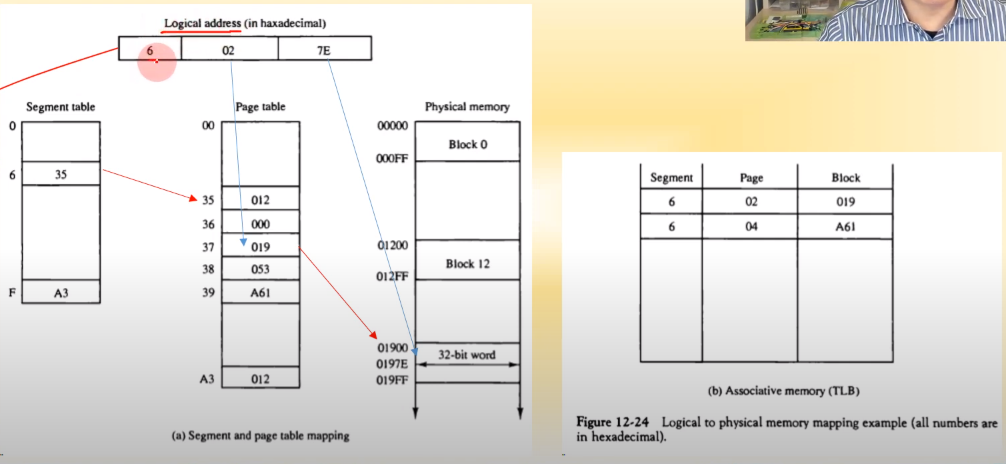 Logical address (in haxadecimal)
6 02 7E
Segment table
0
6 35
F A3
Page table
00
35 012
36 000
37 019
38 053
39 A61
A3 012
Physical memory
00000
Block 0
000FF
01200
Block 12
012FF
01900
32-bit word
0197E
019FF
(a) Segment and page table mapping
Segment Page Block
6 02 019
6 04 A61
(b) Associative memory (TLB)
Figure 12-24 Logical to physical memory mapping example (all numbers are
in hexadecimal).